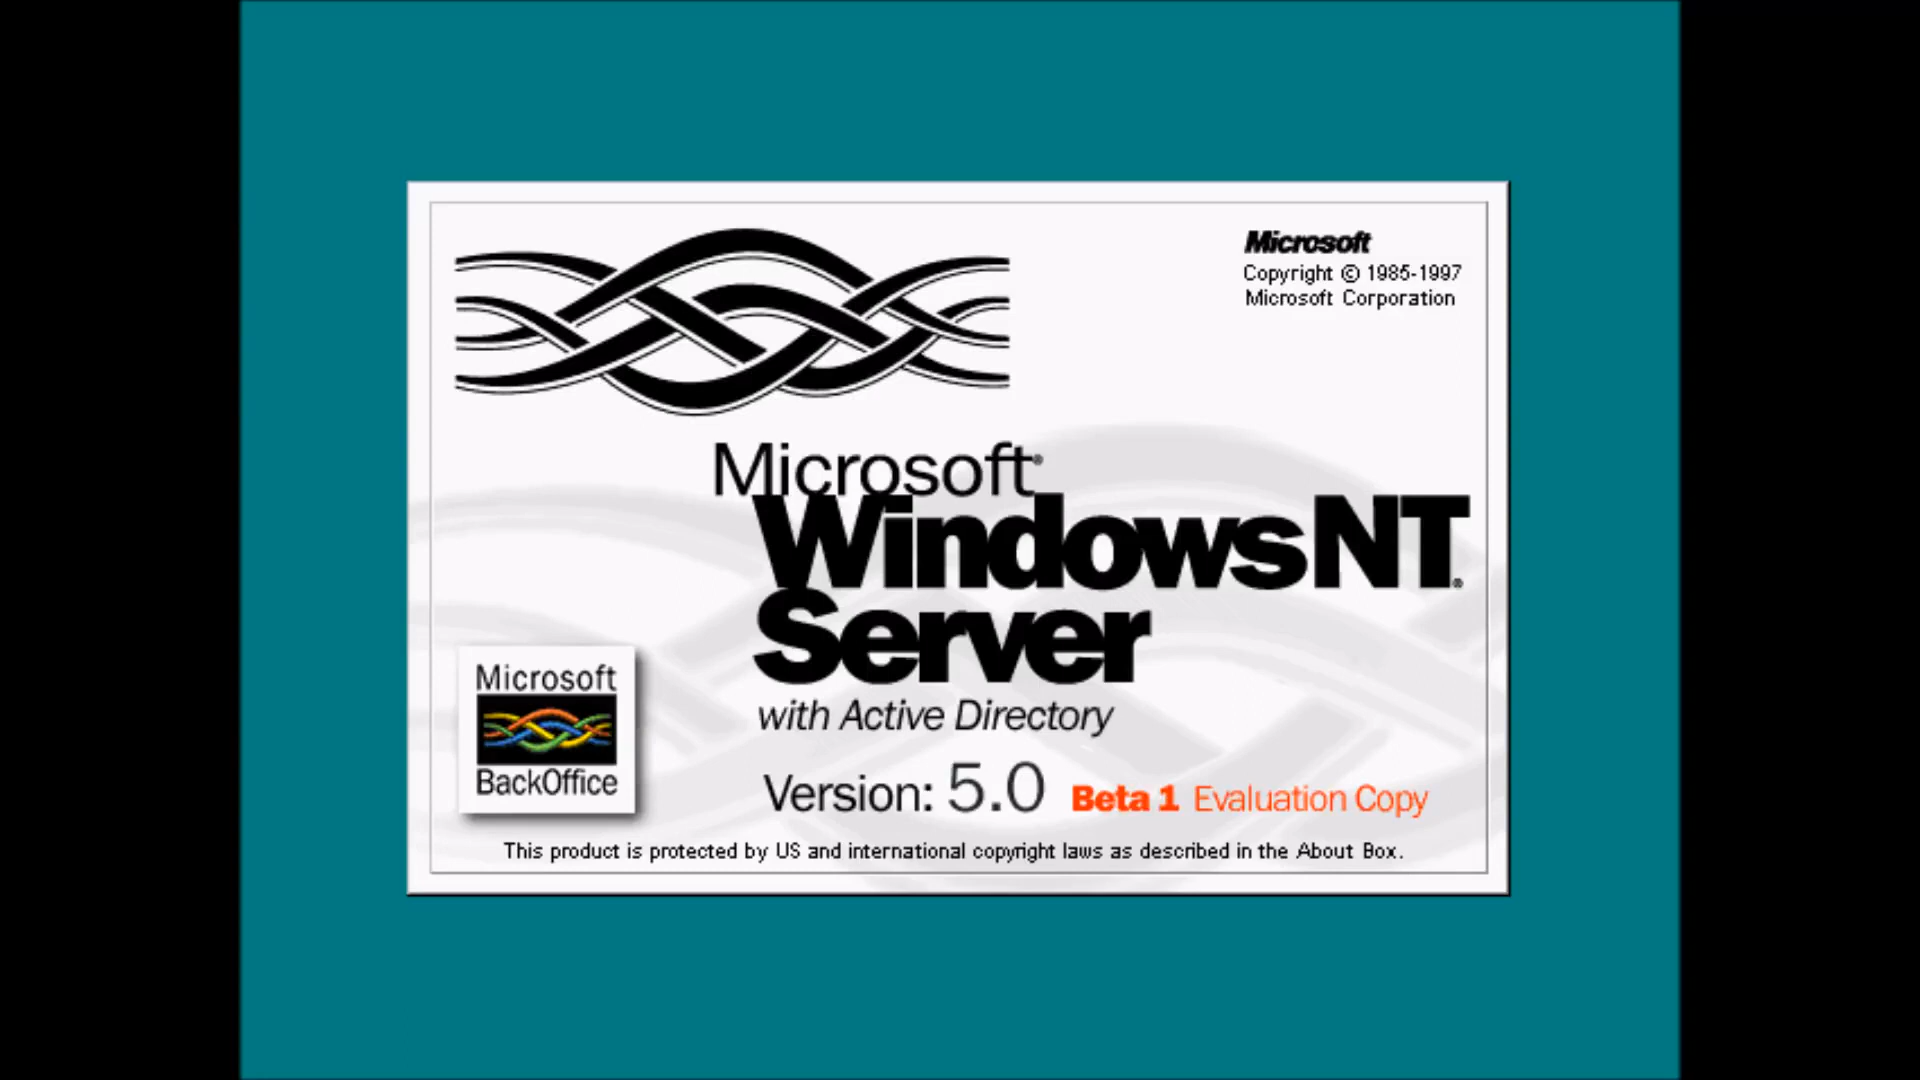 Microsoft
Copyright © 1985-1997
Microsoft Corporation
Microsoft®
Windows NT®
Server
with Active Directory
Version: 5.0 Beta 1 Evaluation Copy
Microsoft
BackOffice
This product is protected by US and international copyright laws as described in the About Box.